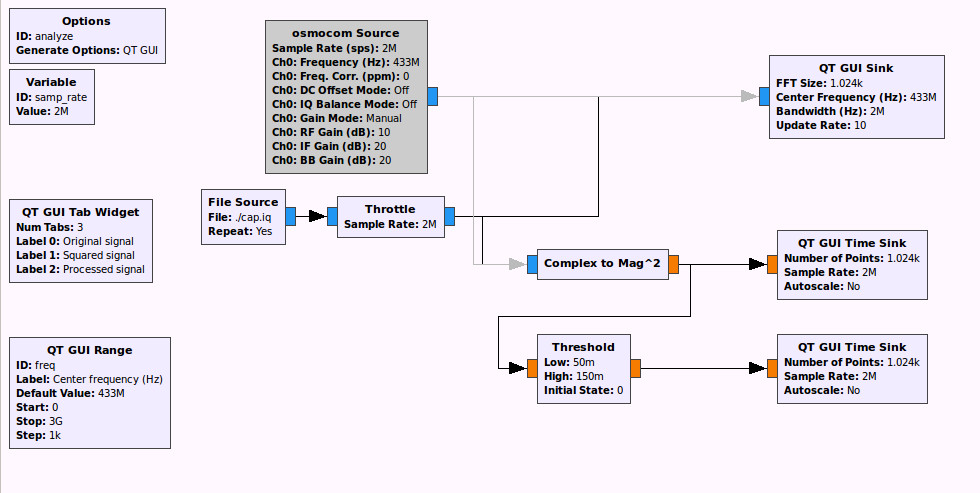 Options
ID: analyze
Generate Options: QT GUI
Variable
ID: samp_rate
Value: 2M
osmocom Source
Sample Rate (sps): 2M
Ch0: Frequency (Hz): 433M
Ch0: Freq. Corr. (ppm): 0
Ch0: DC Offset Mode: Off
Ch0: IQ Balance Mode: Off
Ch0: Gain Mode: Manual
Ch0: RF Gain (dB): 10
Ch0: IF Gain (dB): 20
Ch0: BB Gain (dB): 20
QT GUI Sink
FFT Size: 1.024k
Center Frequency (Hz): 433M
Bandwidth (Hz): 2M
Update Rate: 10
File Source
File: ./cap.iq
Repeat: Yes
Throttle
Sample Rate: 2M
QT GUI Tab Widget
Num Tabs: 3
Label 0: Original signal
Label 1: Squared signal
Label 2: Processed signal
Complex to Mag^2
QT GUI Time Sink
Number of Points: 1.024k
Sample Rate: 2M
Autoscale: No
QT GUI Range
ID: freq
Label: Center frequency (Hz)
Default Value: 433M
Start: 0
Stop: 3G
Step: 1k
Threshold
Low: 50m
High: 150m
Initial State: 0
QT GUI Time Sink
Number of Points: 1.024k
Sample Rate: 2M
Autoscale: No